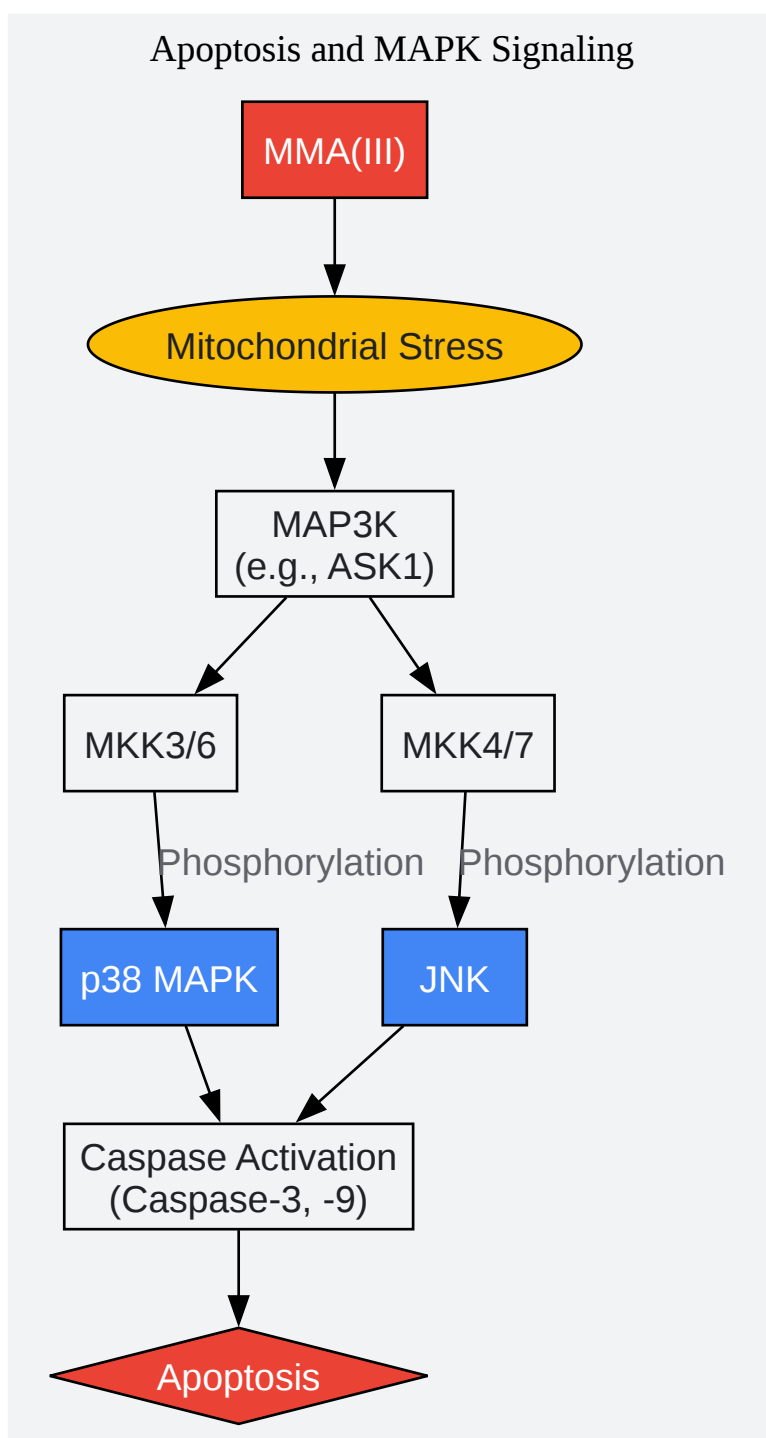 Apoptosis and MAPK Signaling
MMA(III)
Mitochondrial Stress
MAP3K
(e.g., ASK1)
MKK3/6
MKK4/7
Phosphorylation
Phosphorylation
p38 MAPK
JNK
Caspase Activation
(Caspase-3, -9)
Apoptosis